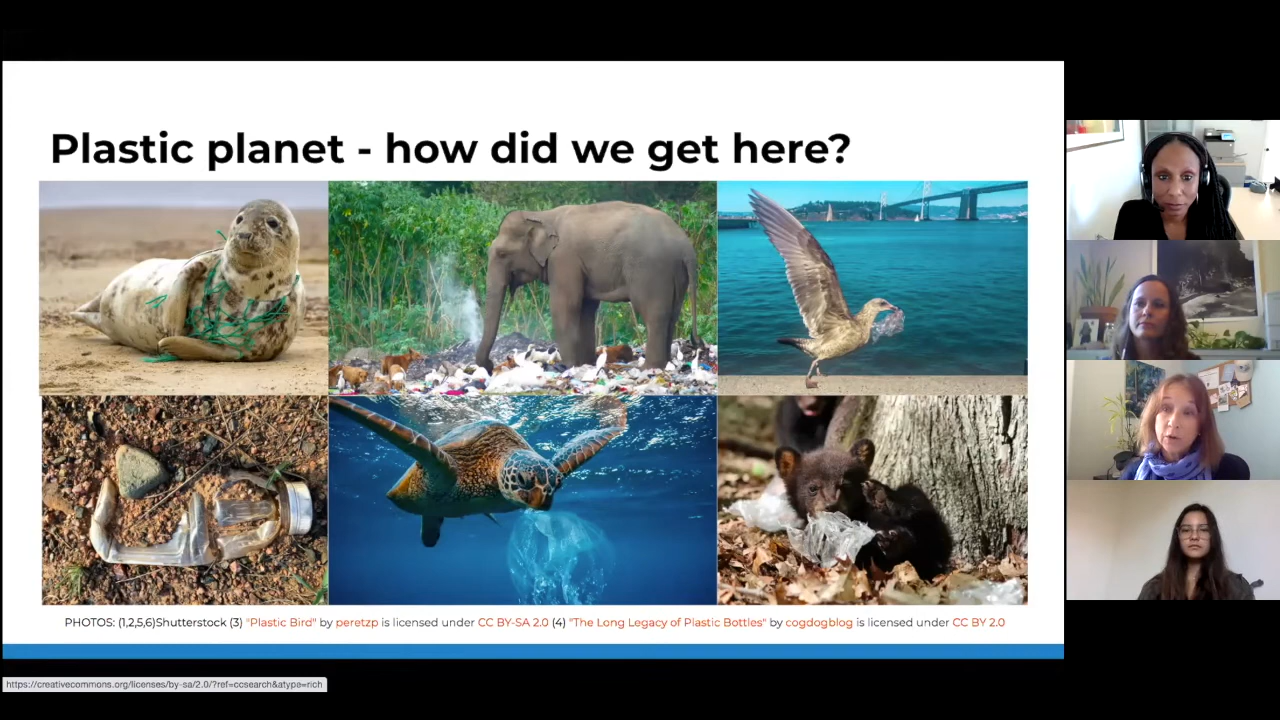 Plastic planet - how did we get here?
PHOTOS: (1,2,5,6)Shutterstock (3) "Plastic Bird" by peretzp is licensed under CC BY-SA 2.0 (4) "The Long Legacy of Plastic Bottles" by cogdogblog is licensed under CC BY 2.0
https://creativecommons.org/licenses/by-sa/2.0/?ref=ccsearch&atype=rich